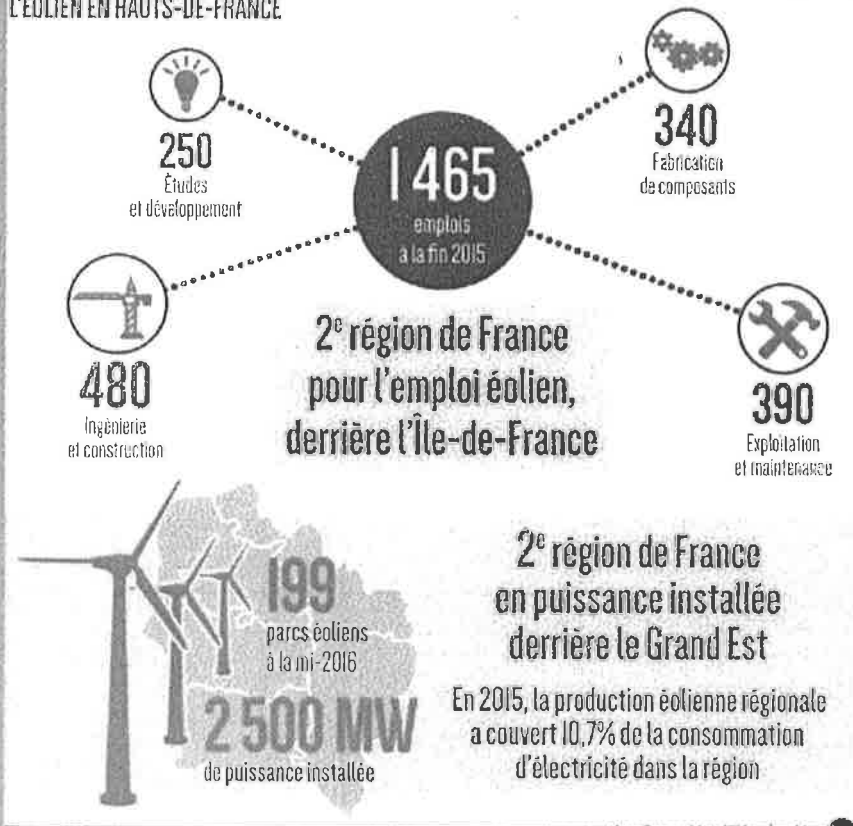 L'ÉOLIEN EN HAUTS-DE-FRANCE
250
Études
et développement
1 465
emplois
à la fin 2015
340
Fabrication
de composants
480
Ingénierie
et construction
2e région de France
pour l'emploi éolien,
derrière l'Île-de-France
390
Exploitation
et maintenance
199
parcs éoliens
à la mi-2016
2 500 MW
de puissance installée
2e région de France
en puissance installée
derrière le Grand Est
En 2015, la production éolienne régionale
a couvert 10,7% de la consommation
d'électricité dans la région